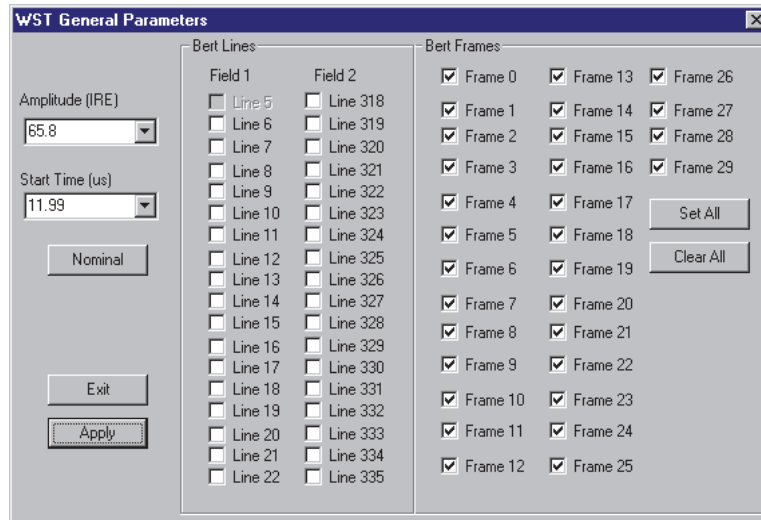 WST General Parameters
Amplitude (IRE)
65.8
Start Time (us)
11.99
Nominal
Exit
Apply
Bert Lines
Field 1
Line 5
Line 6
Line 7
Line 8
Line 9
Line 10
Line 11
Line 12
Line 13
Line 14
Line 15
Line 16
Line 17
Line 18
Line 19
Line 20
Line 21
Line 22
Field 2
Line 318
Line 319
Line 320
Line 321
Line 322
Line 323
Line 324
Line 325
Line 326
Line 327
Line 328
Line 329
Line 330
Line 331
Line 332
Line 333
Line 334
Line 335
Bert Frames
Frame 0
Frame 1
Frame 2
Frame 3
Frame 4
Frame 5
Frame 6
Frame 7
Frame 8
Frame 9
Frame 10
Frame 11
Frame 12
Frame 13
Frame 14
Frame 15
Frame 16
Frame 17
Frame 18
Frame 19
Frame 20
Frame 21
Frame 22
Frame 23
Frame 24
Frame 25
Frame 26
Frame 27
Frame 28
Frame 29
Set All
Clear All